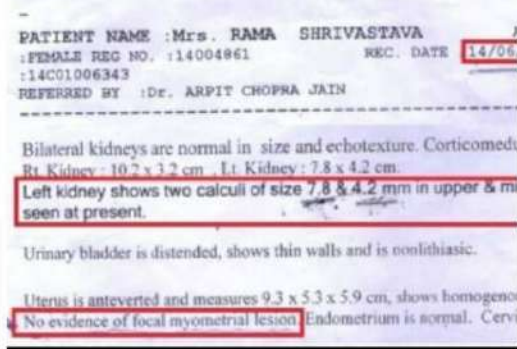 PATIENT NAME :Mrs. RAMA SHRIVASTAVA
:FEMALE REG NO. :14004861 REC. DATE 14/06
:14C01006343
REFERRED BY :Dr. ARPIT CHOPRA JAIN
Bilateral kidneys are normal in size and echotexture. Corticomedu
Rt. Kidney : 10.2 x 3.2 cm . Lt. Kidney : 7.8 x 4.2 cm.
Left kidney shows two calculi of size 7.8 & 4.2 mm in upper & mi
seen at present.
Urinary bladder is distended, shows thin walls and is nonlithiasic.
Uterus is anteverted and measures 9.3 x 5.3 x 5.9 cm, shows homogeno
No evidence of focal myometrial lesion. Endometrium is normal. Cervi